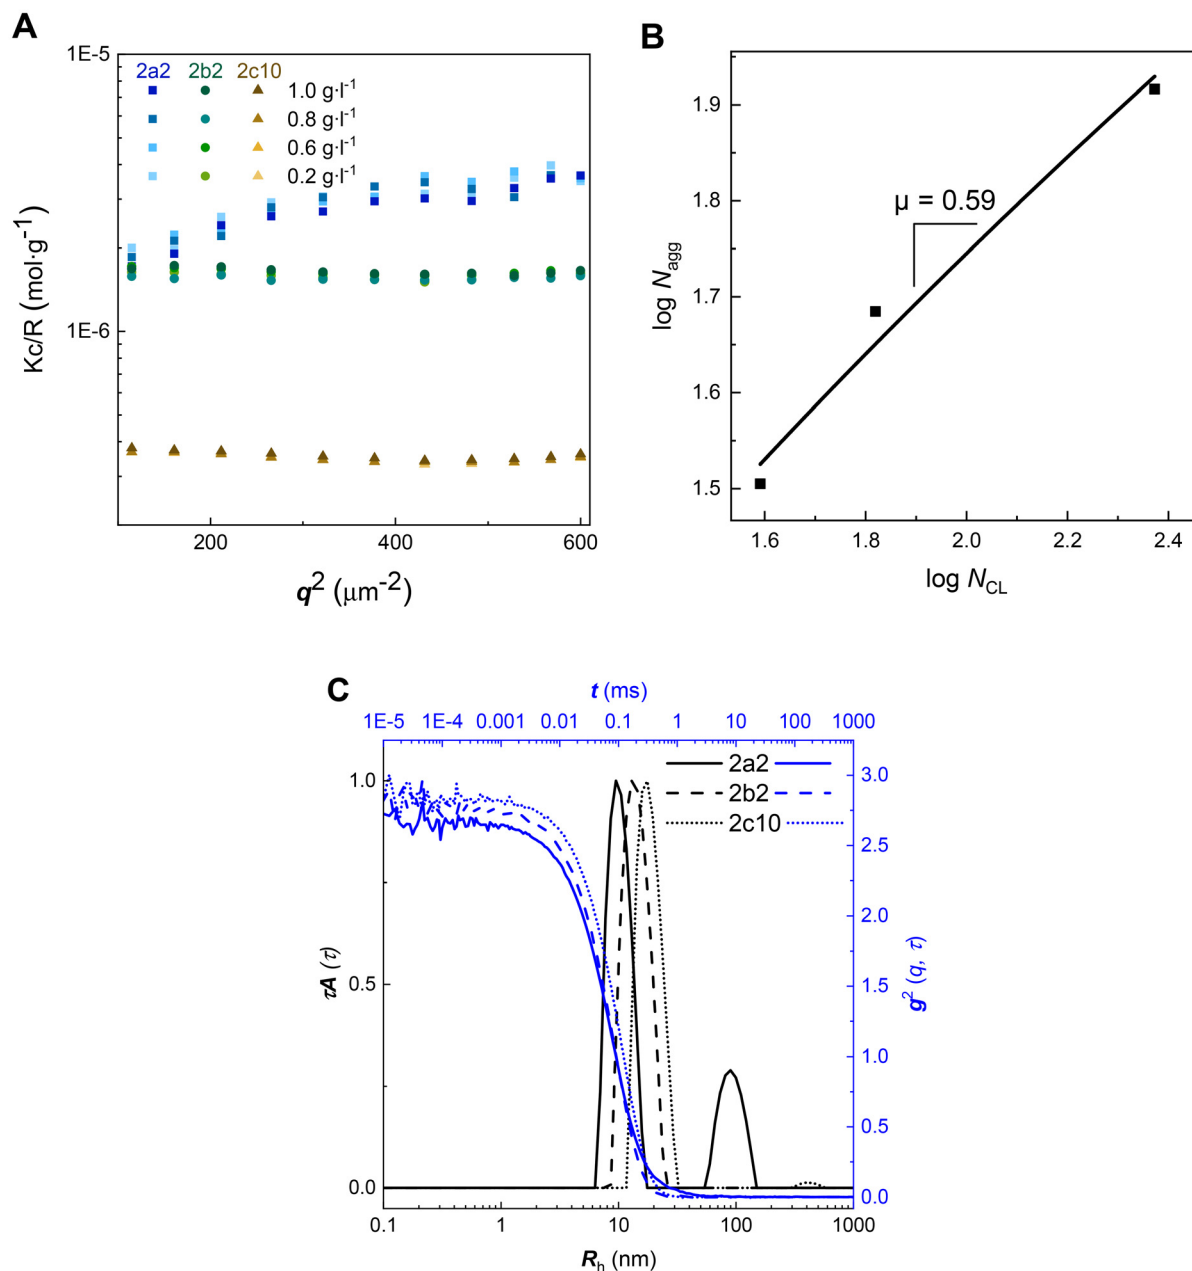 A
Kc/R (mol·g⁻¹)
1E-5
1E-6
2a2 2b2 2c10
1.0 g·l⁻¹
0.8 g·l⁻¹
0.6 g·l⁻¹
0.2 g·l⁻¹
200 400 600
q² (μm⁻²)
B
log N_agg
1.9
1.8
1.7
1.6
1.5
μ = 0.59
1.6 1.8 2.0 2.2 2.4
log N_CL
C
t (ms)
1E-5 1E-4 0.001 0.01 0.1 1 10 100 1000
τA (τ)
1.0
0.5
0.0
2a2
2b2
2c10
3.0
2.5
2.0
1.5
1.0
0.5
0.0
g² (q, τ)
0.1 1 10 100 1000
R_h (nm)